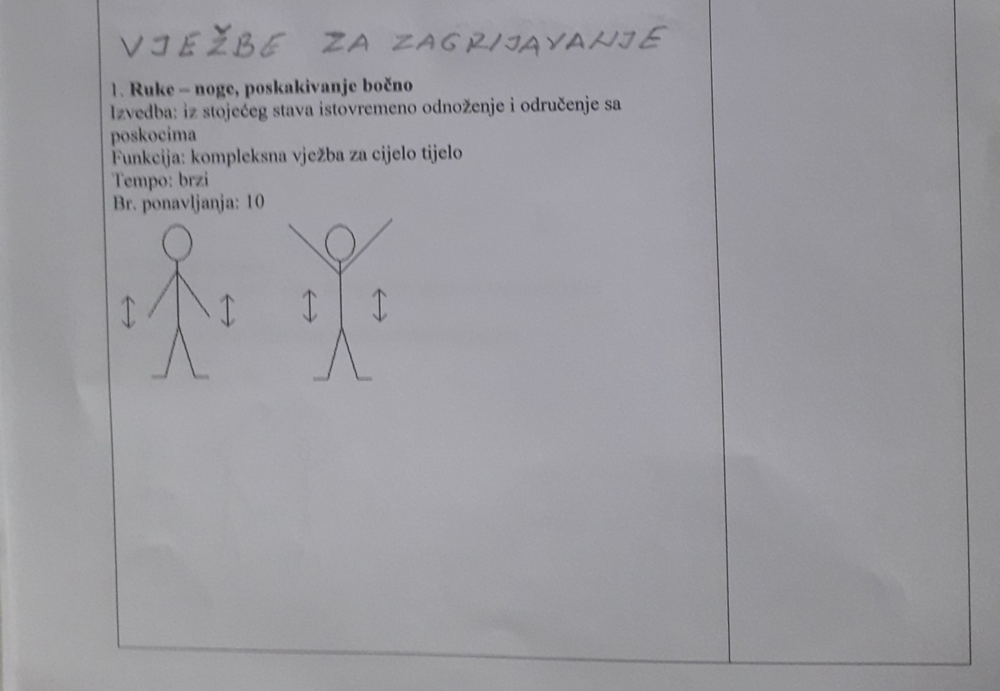 VJEŽBE ZA ZAGRIJAVANJE
1. Ruke – noge, poskakivanje bočno
Izvedba: iz stojećeg stava istovremeno odnoženje i odručenje sa
poskocima
Funkcija: kompleksna vježba za cijelo tijelo
Tempo: brzi
Br. ponavljanja: 10